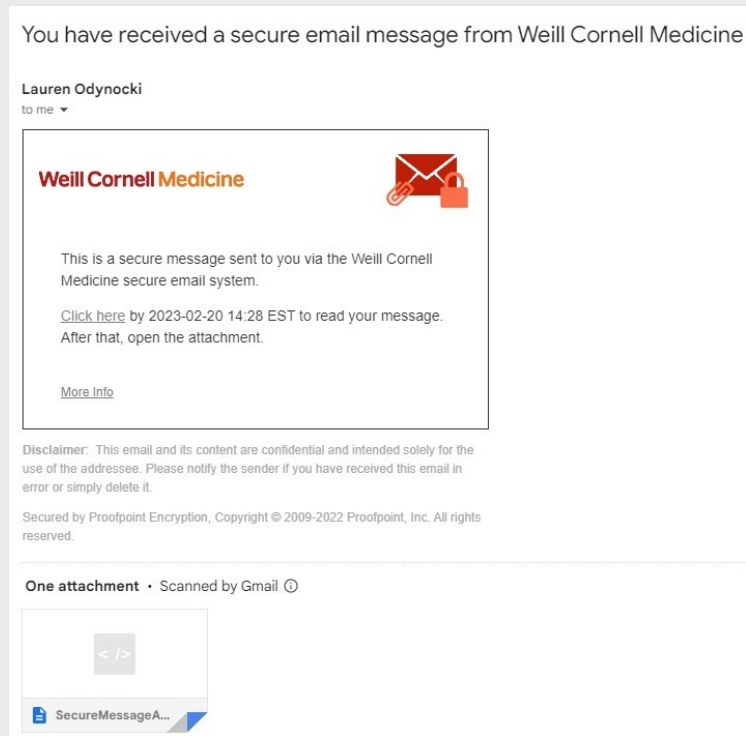 You have received a secure email message from Weill Cornell Medicine
Lauren Odynocki
to me
Weill Cornell Medicine
This is a secure message sent to you via the Weill Cornell
Medicine secure email system.
Click here by 2023-02-20 14:28 EST to read your message.
After that, open the attachment.
More Info
Disclaimer: This email and its content are confidential and intended solely for the
use of the addressee. Please notify the sender if you have received this email in
error or simply delete it.
Secured by Proofpoint Encryption, Copyright © 2009-2022 Proofpoint, Inc. All rights
reserved.
One attachment • Scanned by Gmail
< />
SecureMessageA...